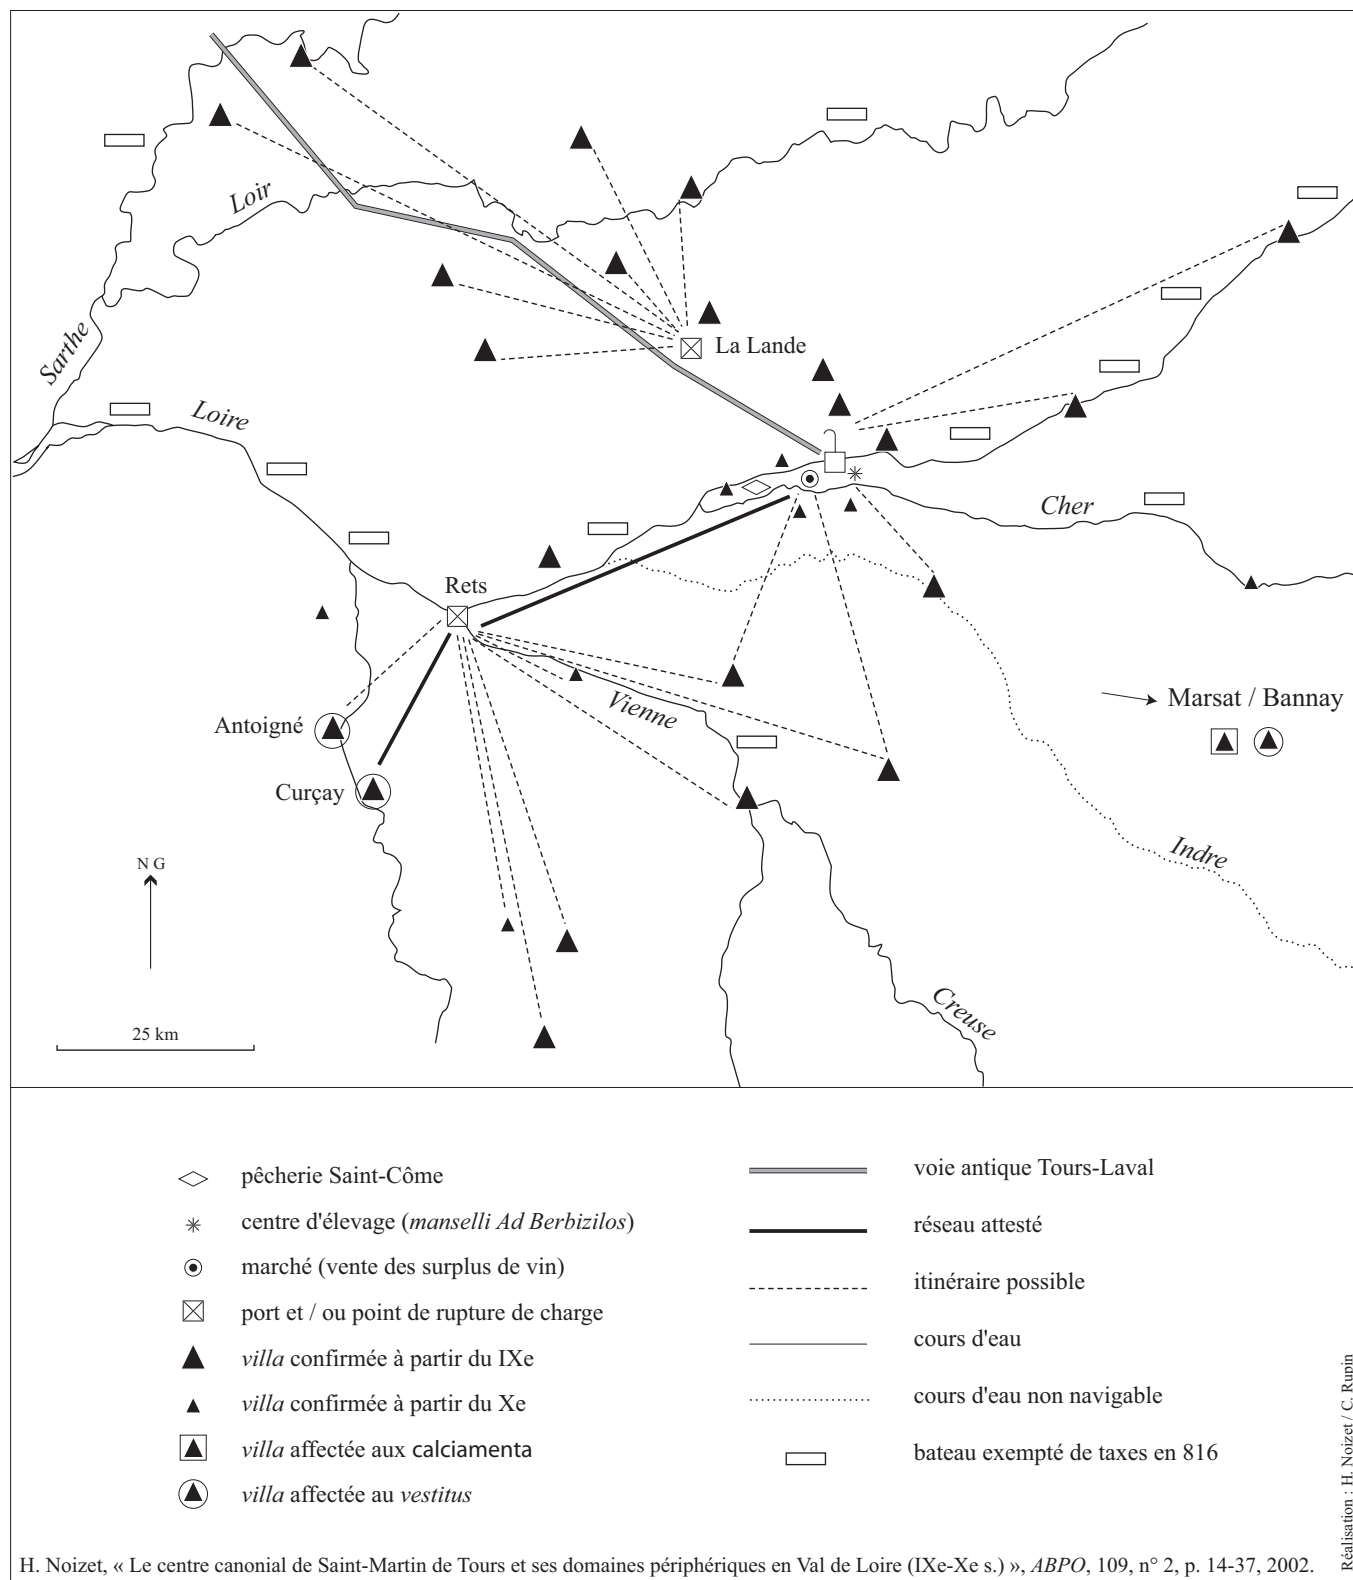 Loir
Sarthe
La Lande
Loire
Cher
Rets
Vienne
Marsat / Bannay
Antoigné
Curçay
Indre
N G
Creuse
25 km
pêcherie Saint-Côme
centre d'élevage (manselli Ad Berbizilos)
marché (vente des surplus de vin)
port et / ou point de rupture de charge
villa confirmée à partir du IXe
villa confirmée à partir du Xe
villa affectée aux calciamenta
villa affectée au vestitus
voie antique Tours-Laval
réseau attesté
itinéraire possible
cours d'eau
cours d'eau non navigable
bateau exempté de taxes en 816
Réalisation : H. Noizet / C. Rupin
H. Noizet, « Le centre canonial de Saint-Martin de Tours et ses domaines périphériques en Val de Loire (IXe-Xe s.) », ABPO, 109, n° 2, p. 14-37, 2002.